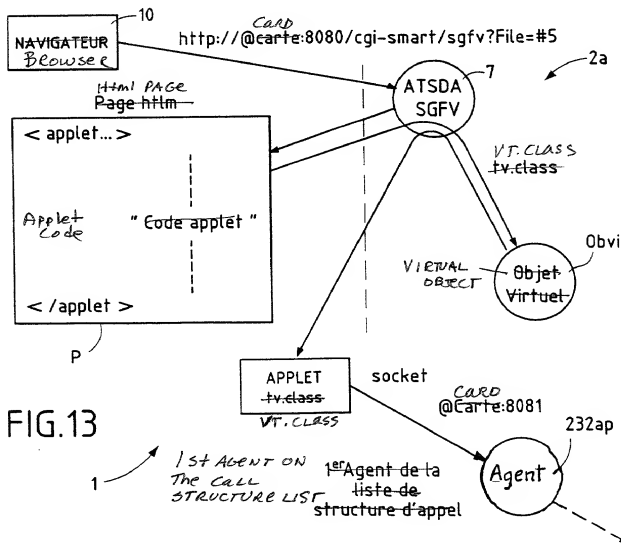 10
CARD
http://@carte:8080/cgi-smart/sgfv?File=#5
NAVIGATEUR
BROWSER
7
2a
ATSDA
SGFV
Html PAGE
Page htlm
< applet...>
VT.CLASS
tv.class
Applet
Code
" Code applet "
Obvi
VIRTUAL
OBJECT
Objet
Virtuel
< /applet >
P
APPLET
tv.class
VT.CLASS
socket
CARD
@Carte:8081
FIG.13
232ap
1
1st AGENT ON
The CALL
STRUCTURE LIST
1er Agent de la
liste de
structure d'appel
Agent